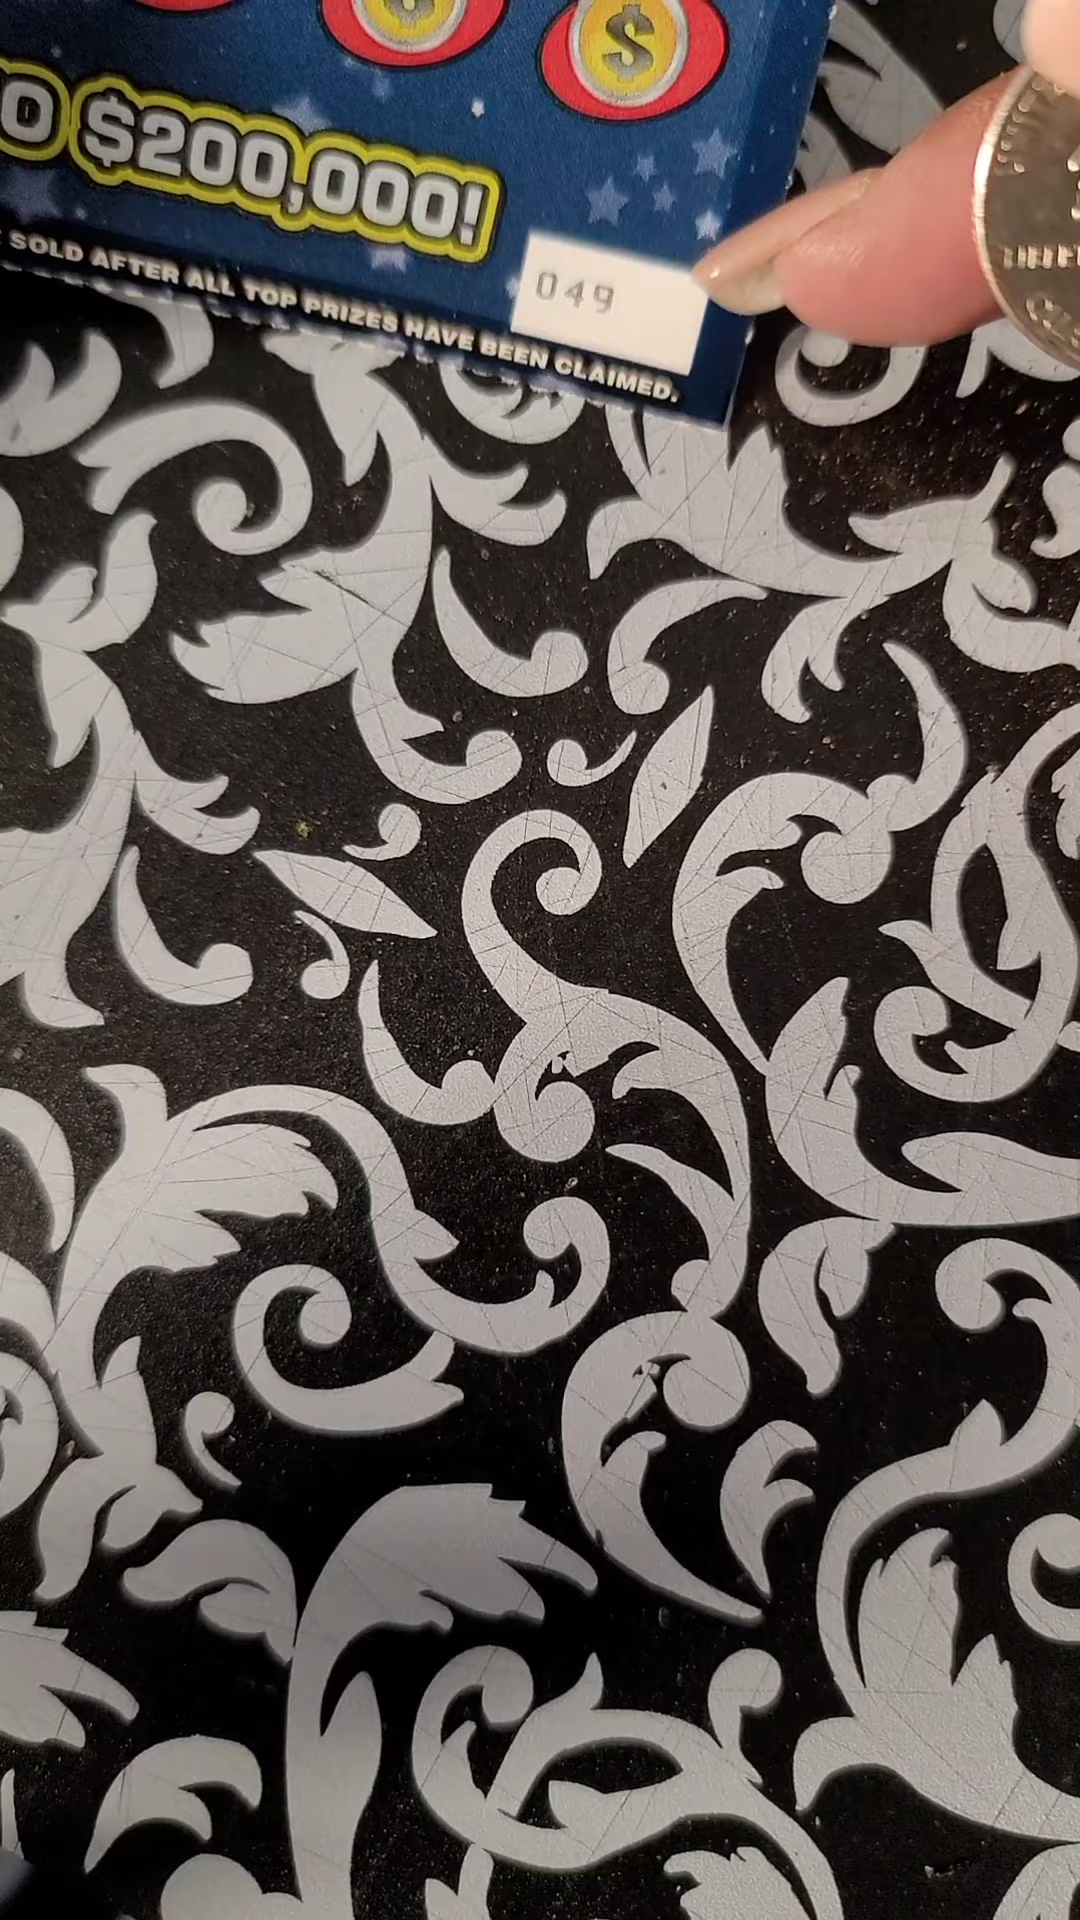 $
O $200,000!
049
SOLD AFTER ALL TOP PRIZES HAVE BEEN CLAIMED.